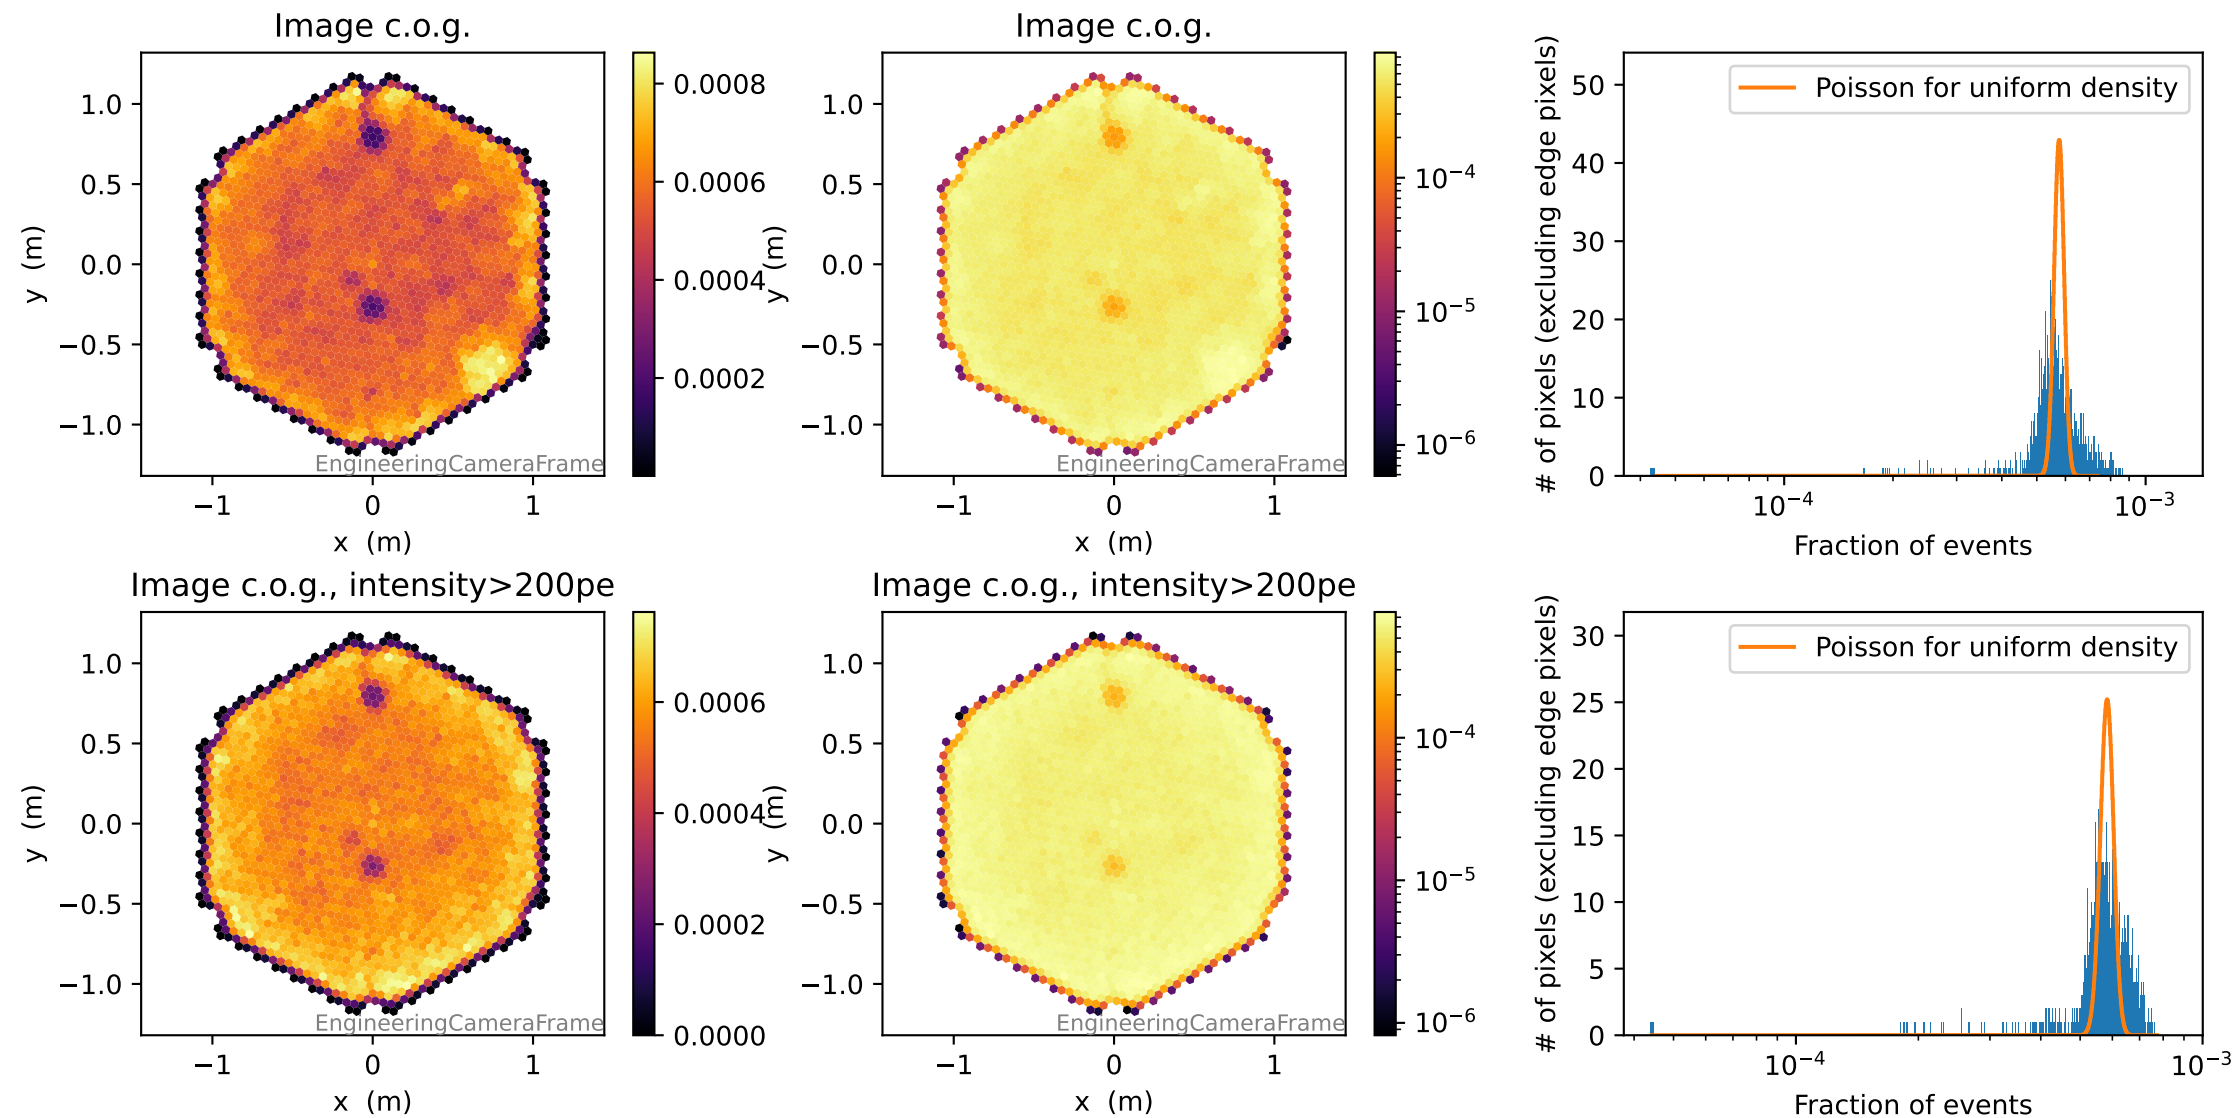 Image c.o.g.
1.0
0.5
0.0
−0.5
−1.0
y (m)
−1
0
1
x (m)
EngineeringCameraFrame
0.0008
0.0006
0.0004
0.0002
Image c.o.g.
1.0
0.5
0.0
−0.5
−1.0
y (m)
−1
0
1
x (m)
EngineeringCameraFrame
10⁻⁴
10⁻⁵
10⁻⁶
Poisson for uniform density
50
40
30
20
10
0
# of pixels (excluding edge pixels)
10⁻⁴
10⁻³
Fraction of events
Image c.o.g., intensity>200pe
1.0
0.5
0.0
−0.5
−1.0
y (m)
−1
0
1
x (m)
EngineeringCameraFrame
0.0006
0.0004
0.0002
0.0000
Image c.o.g., intensity>200pe
1.0
0.5
0.0
−0.5
−1.0
y (m)
−1
0
1
x (m)
EngineeringCameraFrame
10⁻⁴
10⁻⁵
10⁻⁶
Poisson for uniform density
30
25
20
15
10
5
0
# of pixels (excluding edge pixels)
10⁻⁴
10⁻³
Fraction of events